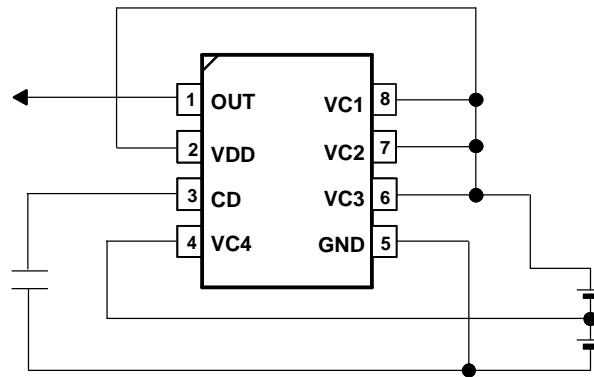 1 OUT VC1 8
2 VDD VC2 7
3 CD VC3 6
4 VC4 GND 5